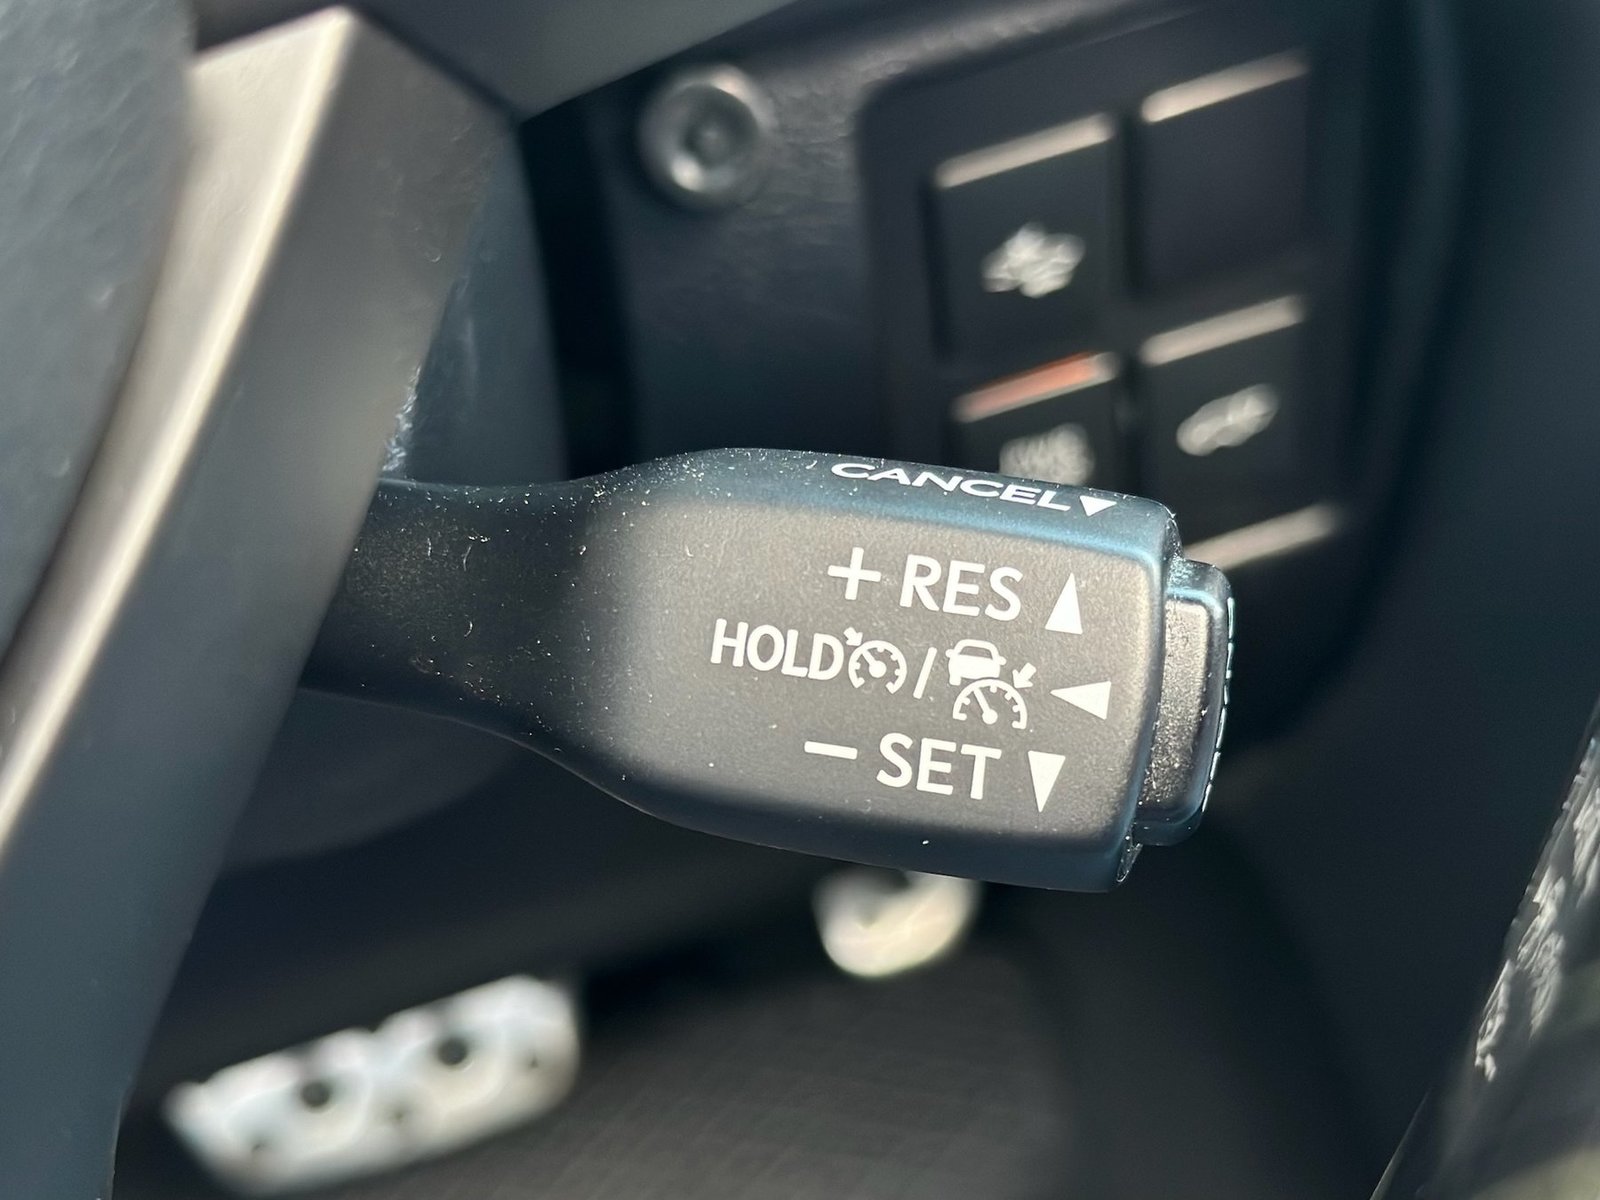 CANCEL▼
+ RES ▲
HOLD / ◀
− SET ▼